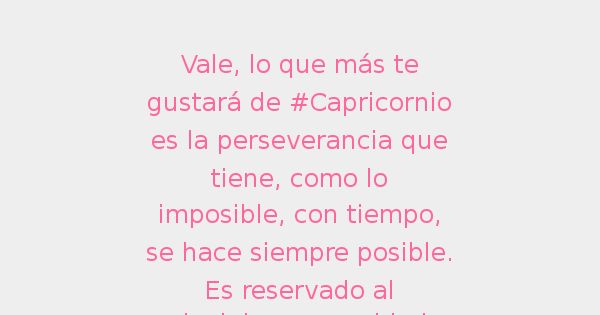 Vale, lo que más te
gustará de #Capricornio
es la perseverancia que
tiene, como lo
imposible, con tiempo,
se hace siempre posible.
Es reservado al